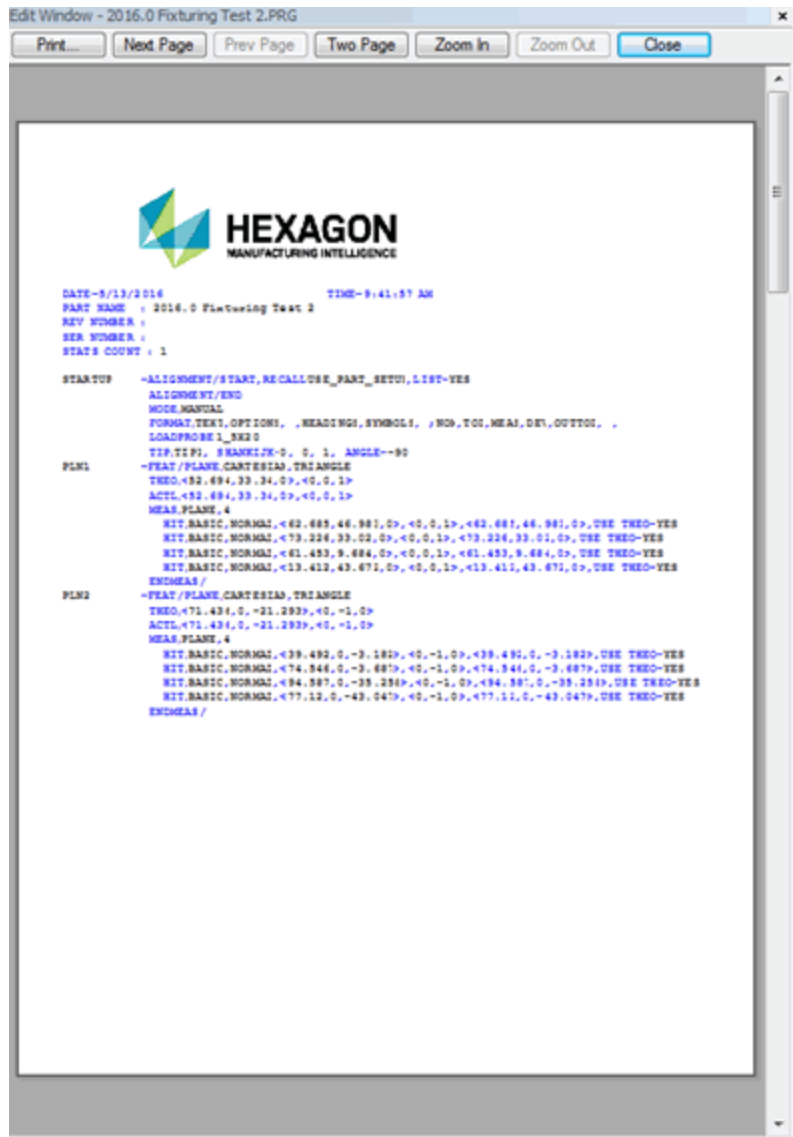 Edit Window - 2016.0 Fixturing Test 2.PRG
Print... Next Page Prev Page Two Page Zoom In Zoom Out Close
HEXAGON
MANUFACTURING INTELLIGENCE
DATE=5/13/2016 TIME=9:41:57 AM
PART NAME : 2016.0 Fixturing Test 2
REV NUMBER :
SER NUMBER :
STATS COUNT : 1
STARTUP =ALIGNMENT/START,RECALL:USE_PART_SETUP,LIST=YES
ALIGNMENT/END
MODE/MANUAL
FORMAT/TEXT,OPTIONS, ,HEADINGS,SYMBOLS, ;NOM,TOL,MEAS,DEV,OUTTOL, ,
LOADPROBE/1_5X20
TIP/TIP1, SHANKIJK=0, 0, 1, ANGLE=-90
PLN1 =FEAT/PLANE,CARTESIAN,TRIANGLE
THEO/<52.694,33.34,0>,<0,0,1>
ACTL/<52.694,33.34,0>,<0,0,1>
MEAS/PLANE,4
HIT/BASIC,NORMAL,<62.685,46.981,0>,<0,0,1>,<62.685,46.981,0>,USE THEO=YES
HIT/BASIC,NORMAL,<73.226,33.02,0>,<0,0,1>,<73.226,33.02,0>,USE THEO=YES
HIT/BASIC,NORMAL,<61.453,9.684,0>,<0,0,1>,<61.453,9.684,0>,USE THEO=YES
HIT/BASIC,NORMAL,<13.412,43.672,0>,<0,0,1>,<13.412,43.672,0>,USE THEO=YES
ENDMEAS/
PLN2 =FEAT/PLANE,CARTESIAN,TRIANGLE
THEO/<71.434,0,-21.293>,<0,-1,0>
ACTL/<71.434,0,-21.293>,<0,-1,0>
MEAS/PLANE,4
HIT/BASIC,NORMAL,<39.492,0,-3.182>,<0,-1,0>,<39.492,0,-3.182>,USE THEO=YES
HIT/BASIC,NORMAL,<74.546,0,-3.687>,<0,-1,0>,<74.546,0,-3.687>,USE THEO=YES
HIT/BASIC,NORMAL,<94.587,0,-35.256>,<0,-1,0>,<94.587,0,-35.256>,USE THEO=YES
HIT/BASIC,NORMAL,<77.12,0,-43.047>,<0,-1,0>,<77.12,0,-43.047>,USE THEO=YES
ENDMEAS/